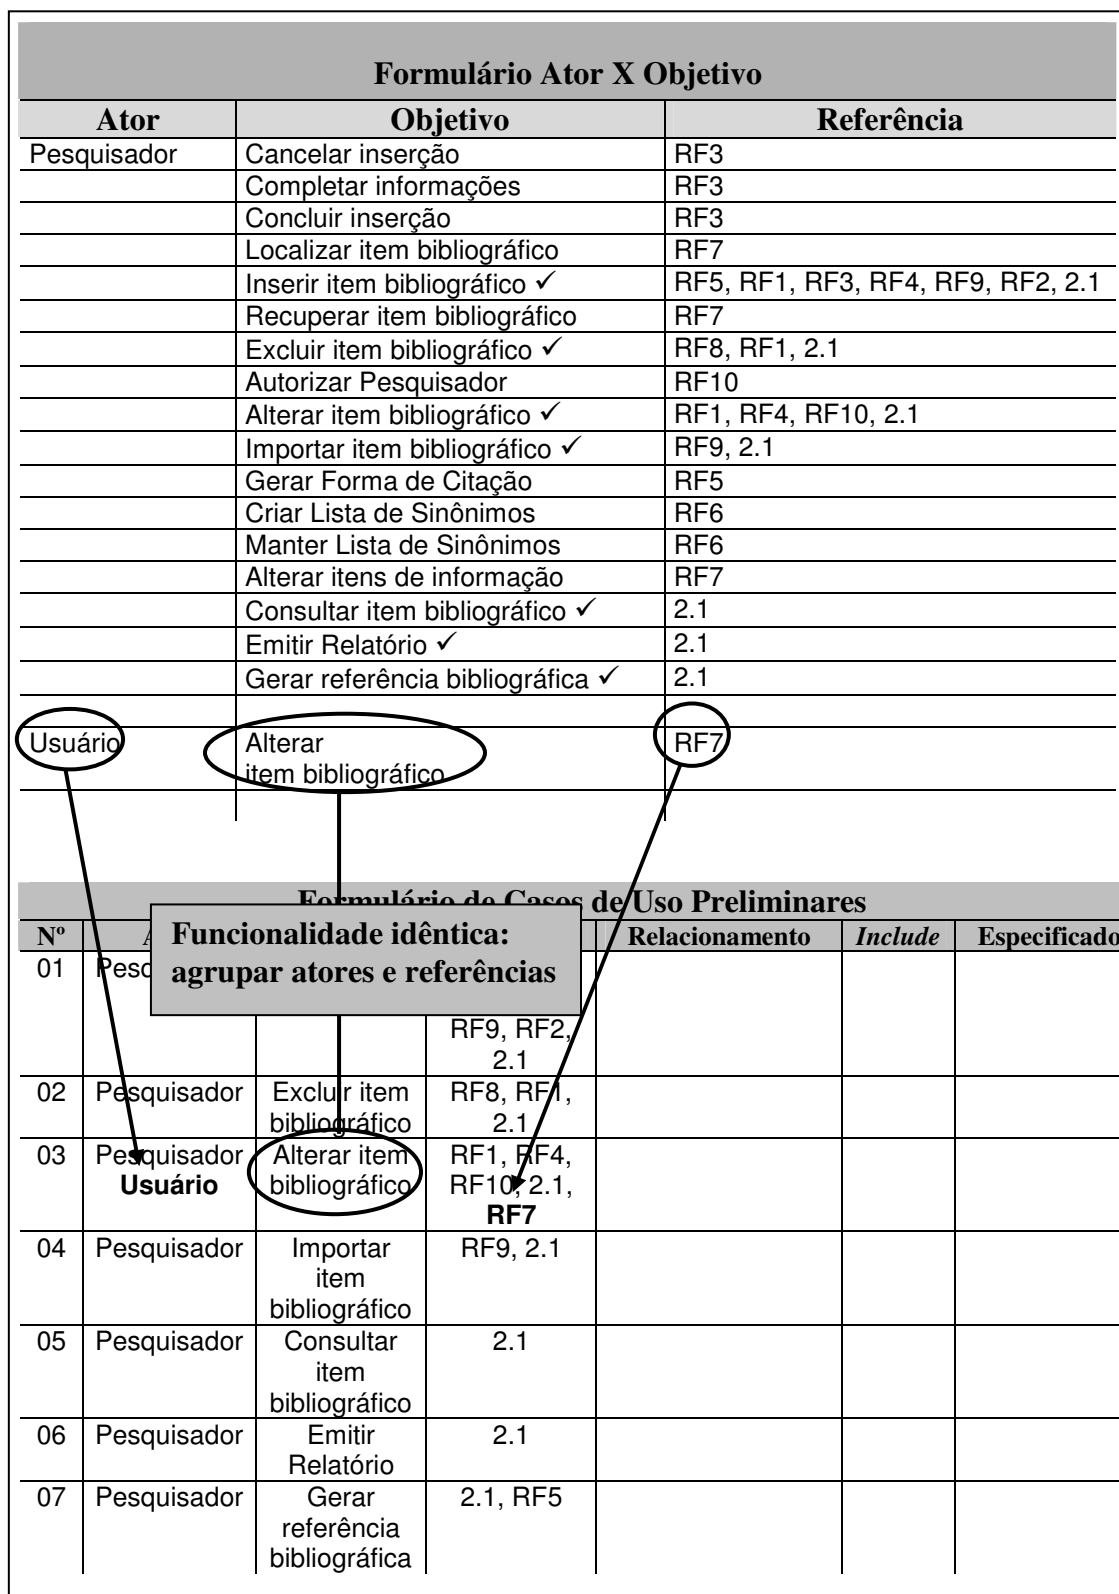 Formulário Ator X Objetivo
Ator Objetivo Referência
Pesquisador Cancelar inserção RF3
Completar informações RF3
Concluir inserção RF3
Localizar item bibliográfico RF7
Inserir item bibliográfico ✓ RF5, RF1, RF3, RF4, RF9, RF2, 2.1
Recuperar item bibliográfico RF7
Excluir item bibliográfico ✓ RF8, RF1, 2.1
Autorizar Pesquisador RF10
Alterar item bibliográfico ✓ RF1, RF4, RF10, 2.1
Importar item bibliográfico ✓ RF9, 2.1
Gerar Forma de Citação RF5
Criar Lista de Sinônimos RF6
Manter Lista de Sinônimos RF6
Alterar itens de informação RF7
Consultar item bibliográfico ✓ 2.1
Emitir Relatório ✓ 2.1
Gerar referência bibliográfica ✓ 2.1
Usuário Alterar RF7
item bibliográfico
Formulário de Casos de Uso Preliminares
Nº Relacionamento Include Especificado
Funcionalidade idêntica:
agrupar atores e referências
01
RF9, RF2,
2.1
02 Pesquisador Excluir item RF8, RF1,
bibliográfico 2.1
03 Pesquisador Alterar item RF1, RF4,
Usuário bibliográfico RF10, 2.1,
RF7
04 Pesquisador Importar RF9, 2.1
item
bibliográfico
05 Pesquisador Consultar 2.1
item
bibliográfico
06 Pesquisador Emitir 2.1
Relatório
07 Pesquisador Gerar 2.1, RF5
referência
bibliográfica